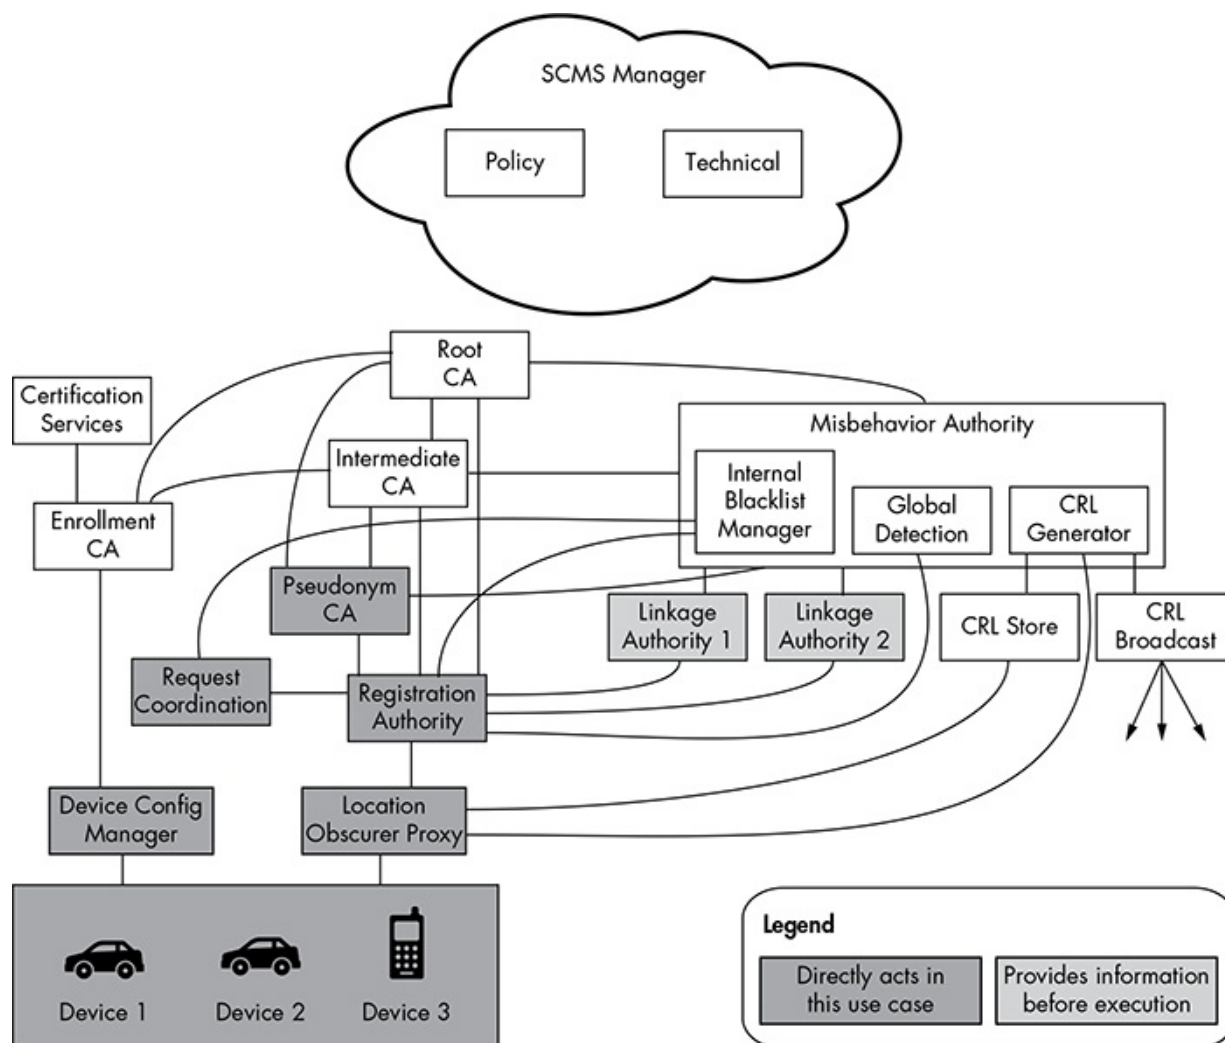 SCMS Manager
Policy
Technical
Root
CA
Certification
Services
Misbehavior Authority
Intermediate
CA
Internal
Blacklist
Manager
Global
Detection
CRL
Generator
Enrollment
CA
Pseudonym
CA
Linkage
Authority 1
Linkage
Authority 2
CRL Store
CRL
Broadcast
Request
Coordination
Registration
Authority
Device Config
Manager
Location
Obscurer Proxy
Device 1
Device 2
Device 3
Legend
Directly acts in
this use case
Provides information
before execution